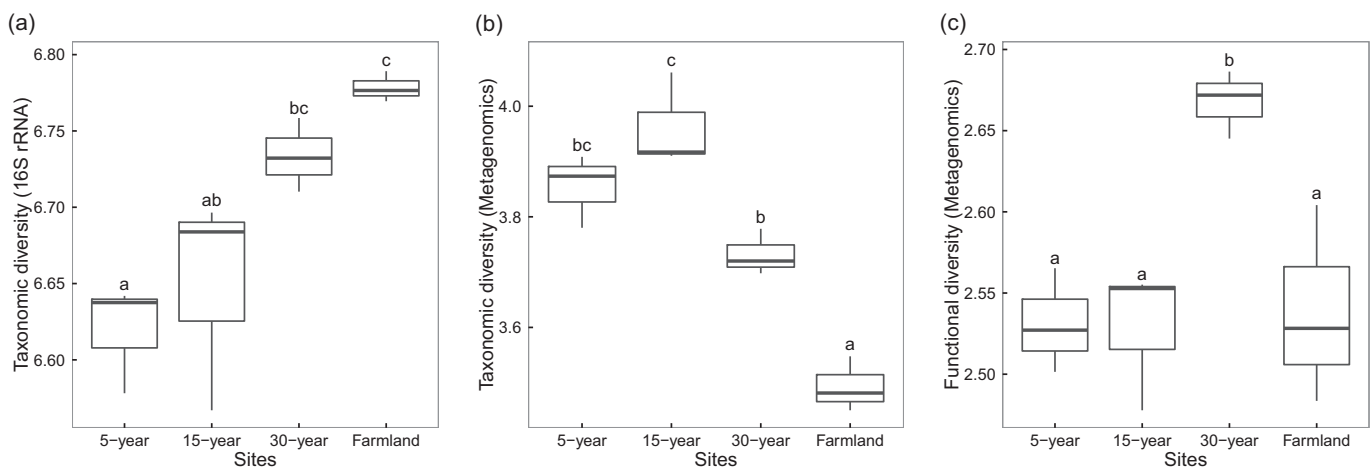 (a)
Taxonomic diversity (16S rRNA)
6.80
6.75
6.70
6.65
6.60
a
ab
bc
c
5−year
15−year
30−year
Farmland
Sites
(b)
Taxonomic diversity (Metagenomics)
4.0
3.8
3.6
bc
c
b
a
5−year
15−year
30−year
Farmland
Sites
(c)
Functional diversity (Metagenomics)
2.70
2.65
2.60
2.55
2.50
a
a
b
a
5−year
15−year
30−year
Farmland
Sites